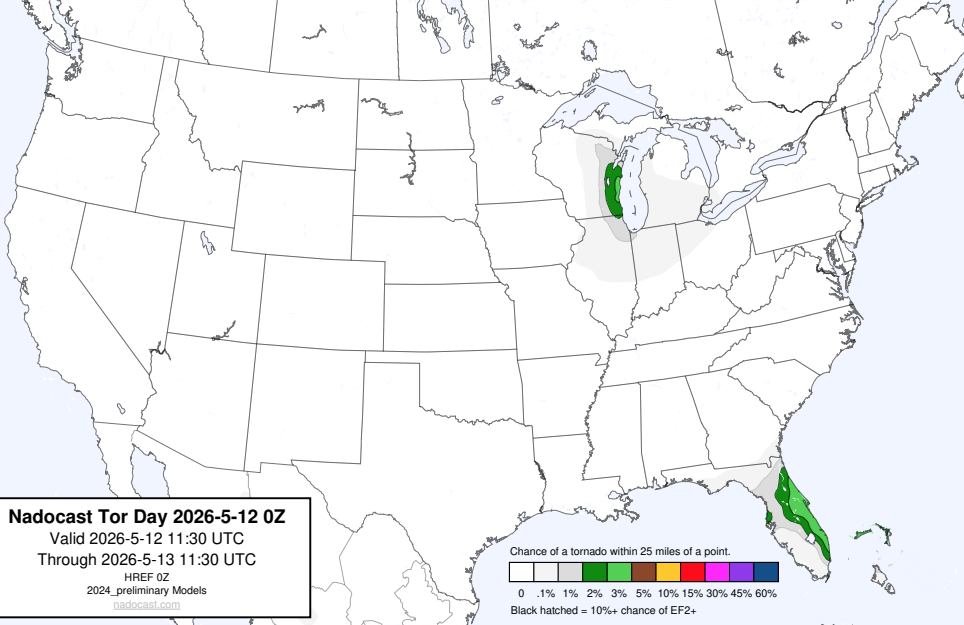 Nadocast Tor Day 2026-5-12 0Z
Valid 2026-5-12 11:30 UTC
Through 2026-5-13 11:30 UTC
HREF 0Z
2024_preliminary Models
nadocast.com
Chance of a tornado within 25 miles of a point.
0 .1% 1% 2% 3% 5% 10% 15% 30% 45% 60%
Black hatched = 10%+ chance of EF2+